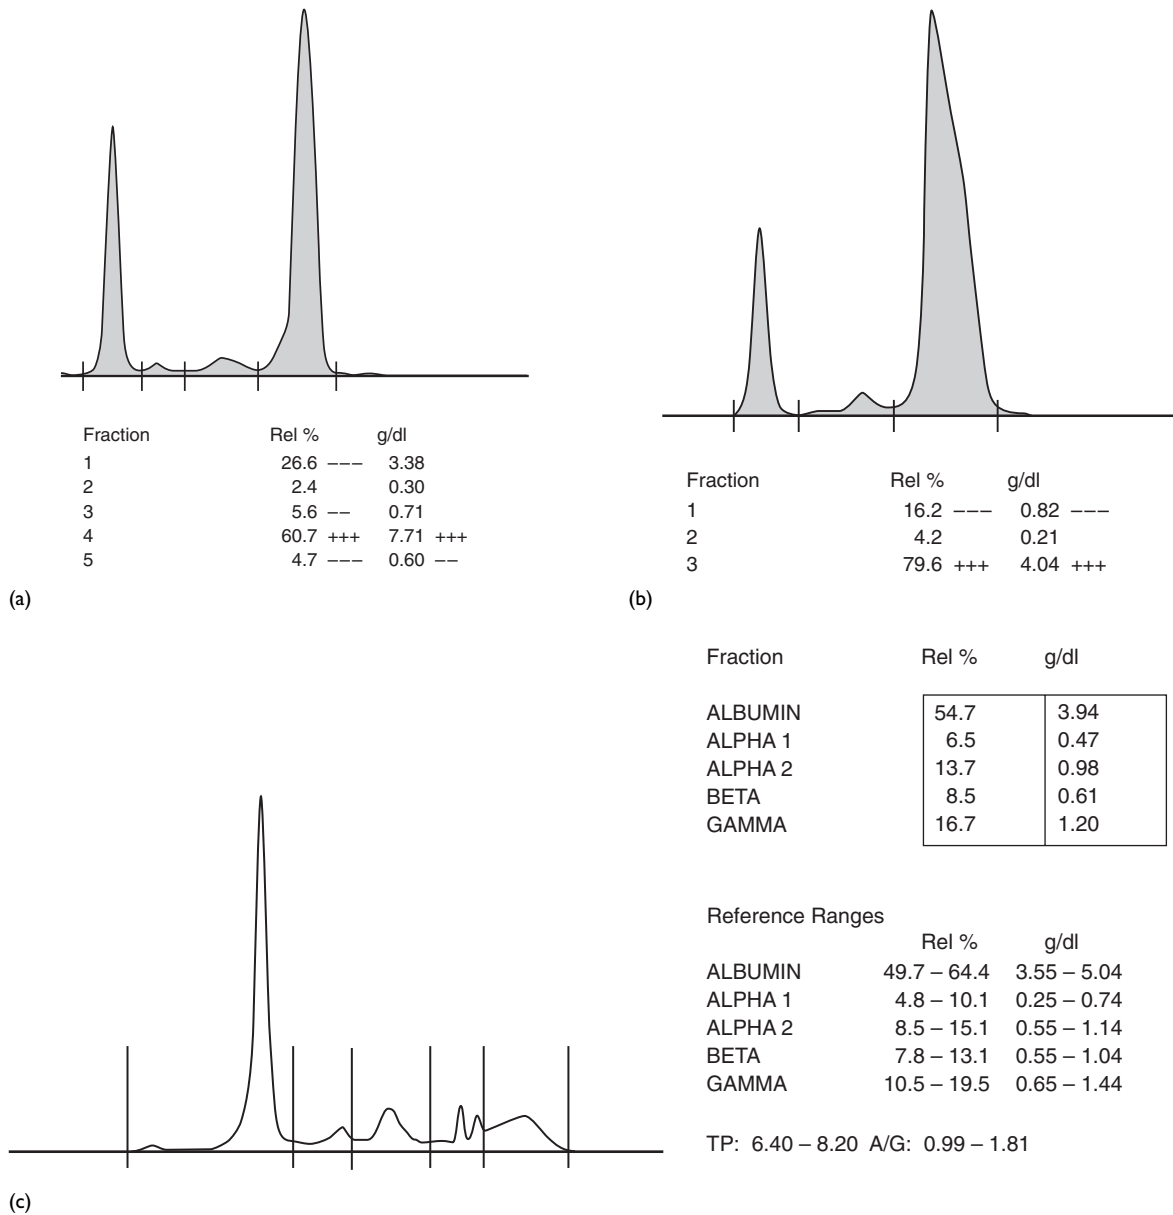 Fraction Rel % g/dl
1 26.6 ––– 3.38
2 2.4 0.30
3 5.6 –– 0.71
4 60.7 +++ 7.71 +++
5 4.7 ––– 0.60 ––
(a)
Fraction Rel % g/dl
1 16.2 ––– 0.82 –––
2 4.2 0.21
3 79.6 +++ 4.04 +++
(b)
Fraction Rel % g/dl
ALBUMIN 54.7 3.94
ALPHA 1 6.5 0.47
ALPHA 2 13.7 0.98
BETA 8.5 0.61
GAMMA 16.7 1.20
Reference Ranges
Rel % g/dl
ALBUMIN 49.7 – 64.4 3.55 – 5.04
ALPHA 1 4.8 – 10.1 0.25 – 0.74
ALPHA 2 8.5 – 15.1 0.55 – 1.14
BETA 7.8 – 13.1 0.55 – 1.04
GAMMA 10.5 – 19.5 0.65 – 1.44
TP: 6.40 – 8.20 A/G: 0.99 – 1.81
(c)